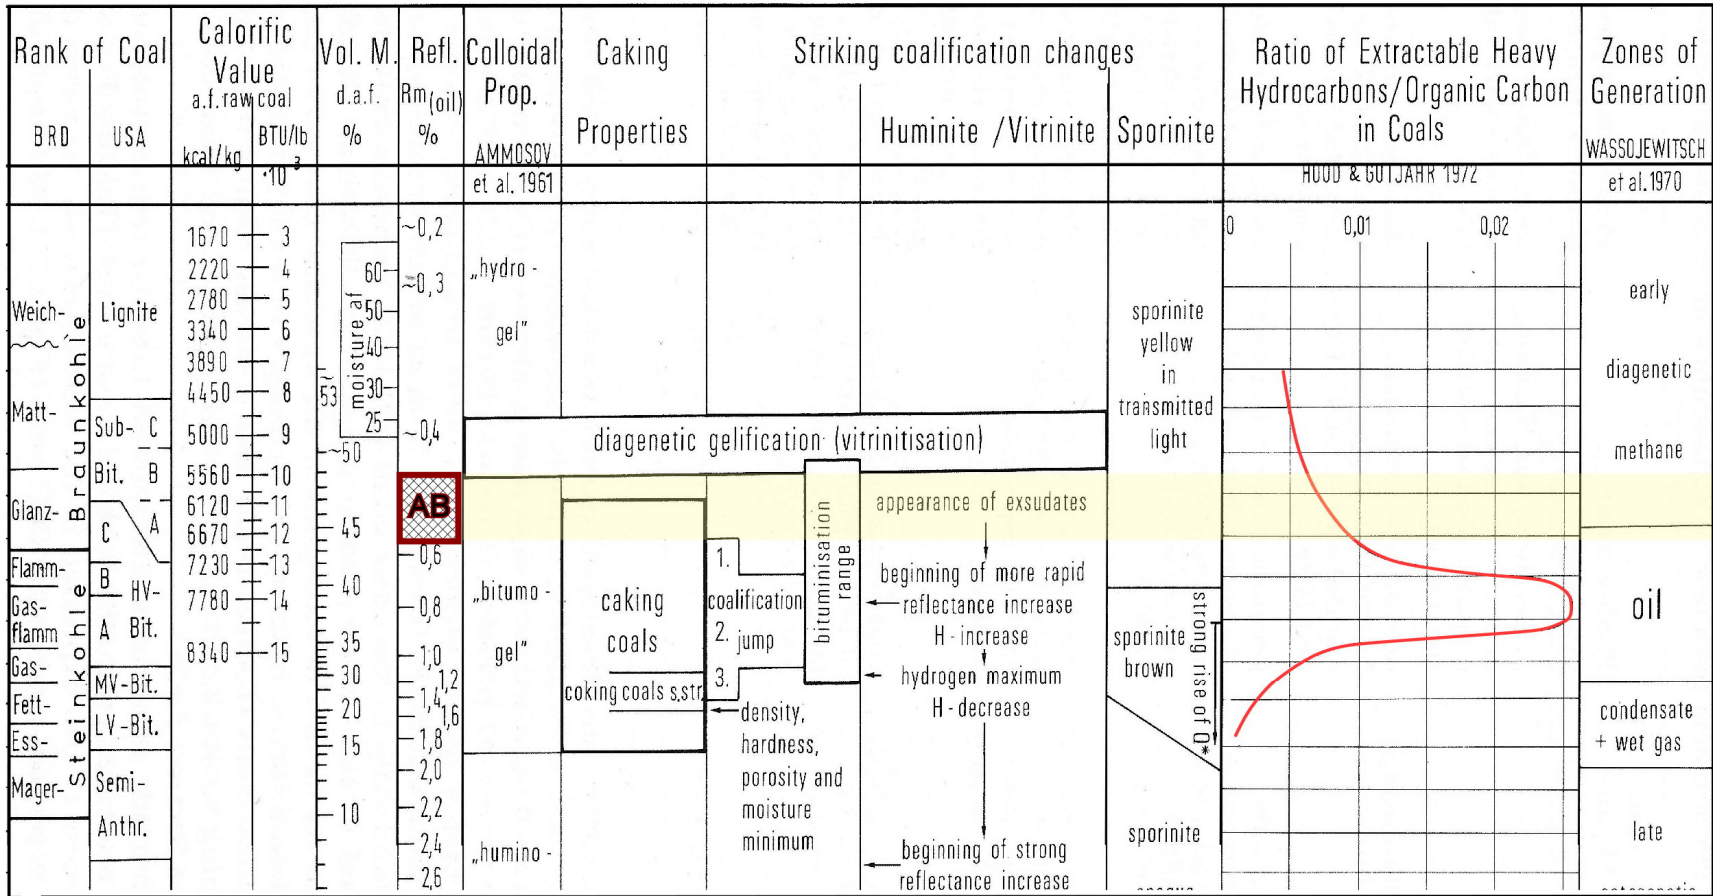 Rank of Coal
BRD
USA
Calorific
Value
a.f. raw coal
kcal/kg
BTU/lb
·10³
Vol. M.
d.a.f.
%
Refl.
Rm(oil)
%
Colloidal
Prop.
AMMOSOV
et al. 1961
Caking
Properties
Striking coalification changes
Huminite / Vitrinite
Sporinite
Ratio of Extractable Heavy
Hydrocarbons/Organic Carbon
in Coals
HOOD & GUTJAHR 1972
Zones of
Generation
WASSOJEWITSCH
et al. 1970
Weich-
Matt-
Glanz-
Braunkohle
Flamm-
Gas-
flamm
Gas-
Fett-
Ess-
Mager-
Steinkohle
Lignite
Sub- C
Bit. B
A
C
B HV-
A Bit.
MV-Bit.
LV-Bit.
Semi-
Anthr.
1670 3
2220 4
2780 5
3340 6
3890 7
4450 8
5000 9
5560 10
6120 11
6670 12
7230 13
7780 14
8340 15
moisture af
60
50
40
30
25
53
~50
45
40
35
30
20
15
10
~0,2
≈0,3
~0,4
AB
0,6
0,8
1,0
1,2
1,4
1,6
1,8
2,0
2,2
2,4
2,6
„hydro -
gel"
„bitumo -
gel"
„humino -
diagenetic gelification (vitrinitisation)
caking
coals
coking coals s.str.
1.
coalification
2. jump
3.
density,
hardness,
porosity and
moisture
minimum
bituminisation
range
appearance of exsudates
beginning of more rapid
reflectance increase
H - increase
hydrogen maximum
H - decrease
beginning of strong
reflectance increase
sporinite
yellow
in
transmitted
light
sporinite
brown
strong rise of Q*
sporinite
0 0,01 0,02
early
diagenetic
methane
oil
condensate
+ wet gas
late